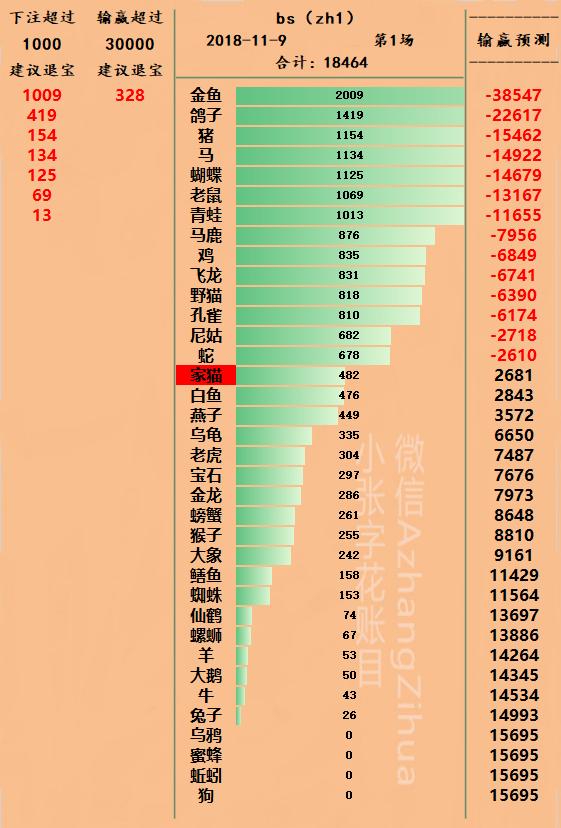 下注超过 输赢超过 bs（zh1） ----------
1000 30000 2018-11-9 第1场 输赢预测
建议退宝 建议退宝 合计：18464 ----------
1009 328 金鱼 2009 -38547
419 鸽子 1419 -22617
154 猪 1154 -15462
134 马 1134 -14922
125 蝴蝶 1125 -14679
69 老鼠 1069 -13167
13 青蛙 1013 -11655
马鹿 876 -7956
鸡 835 -6849
飞龙 831 -6741
野猫 818 -6390
孔雀 810 -6174
尼姑 682 -2718
蛇 678 -2610
家猫 482 2681
白鱼 476 2843
燕子 449 3572
乌龟 335 6650
老虎 304 7487
宝石 297 7676
金龙 286 7973
螃蟹 261 8648
猴子 255 8810
大象 242 9161
鳝鱼 158 11429
蜘蛛 153 11564
仙鹤 74 13697
螺蛳 67 13886
羊 53 14264
大鹅 50 14345
牛 43 14534
兔子 26 14993
乌鸦 0 15695
蜜蜂 0 15695
蚯蚓 0 15695
狗 0 15695
微信AzhangZihua
小张字花账目